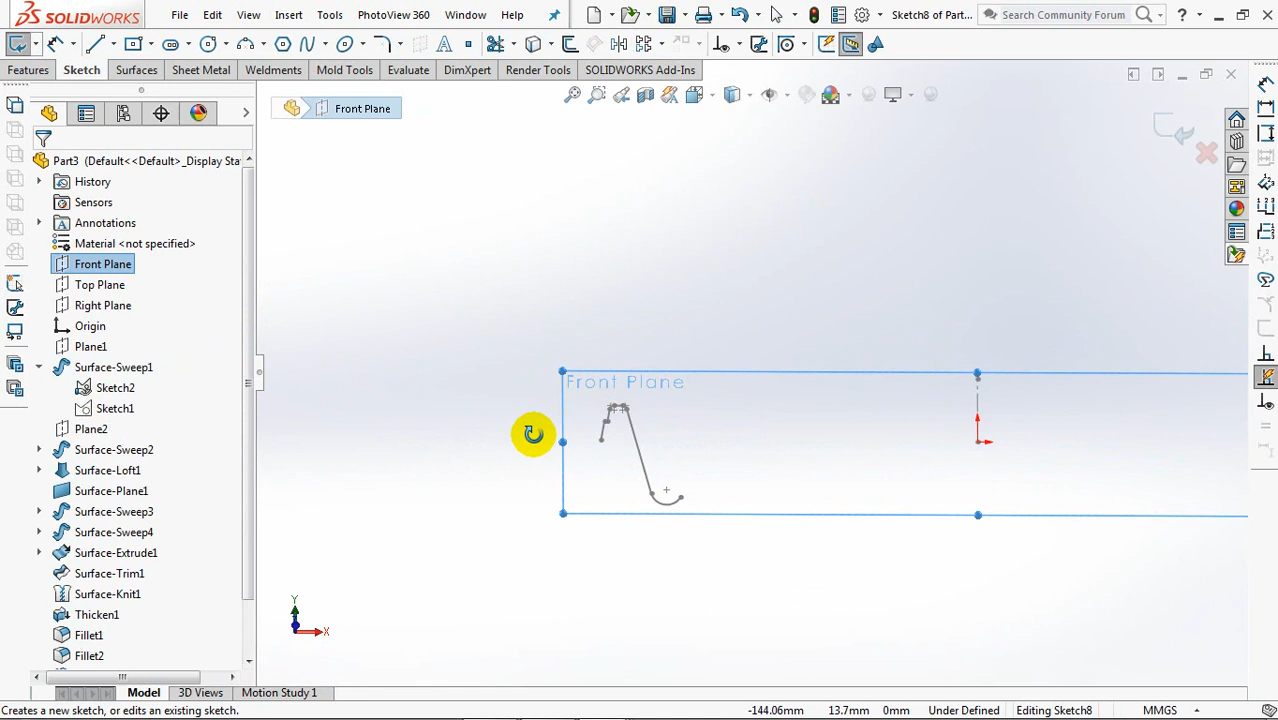 SOLIDWORKS File Edit View Insert Tools PhotoView 360 Window Help Sketch8 of Part... Search Community Forum ?
Features Sketch Surfaces Sheet Metal Weldments Mold Tools Evaluate DimXpert Render Tools SOLIDWORKS Add-Ins
Front Plane
Part3 (Default<<Default>_Display Sta
History
Sensors
Annotations
Material <not specified>
Front Plane
Top Plane
Right Plane
Origin
Plane1
Surface-Sweep1
Sketch2
Sketch1
Plane2
Surface-Sweep2
Surface-Loft1
Surface-Plane1
Surface-Sweep3
Surface-Sweep4
Surface-Extrude1
Surface-Trim1
Surface-Knit1
Thicken1
Fillet1
Fillet2
Front Plane
Y
X
Model 3D Views Motion Study 1
Creates a new sketch, or edits an existing sketch. -144.06mm 13.7mm 0mm Under Defined Editing Sketch8 MMGS